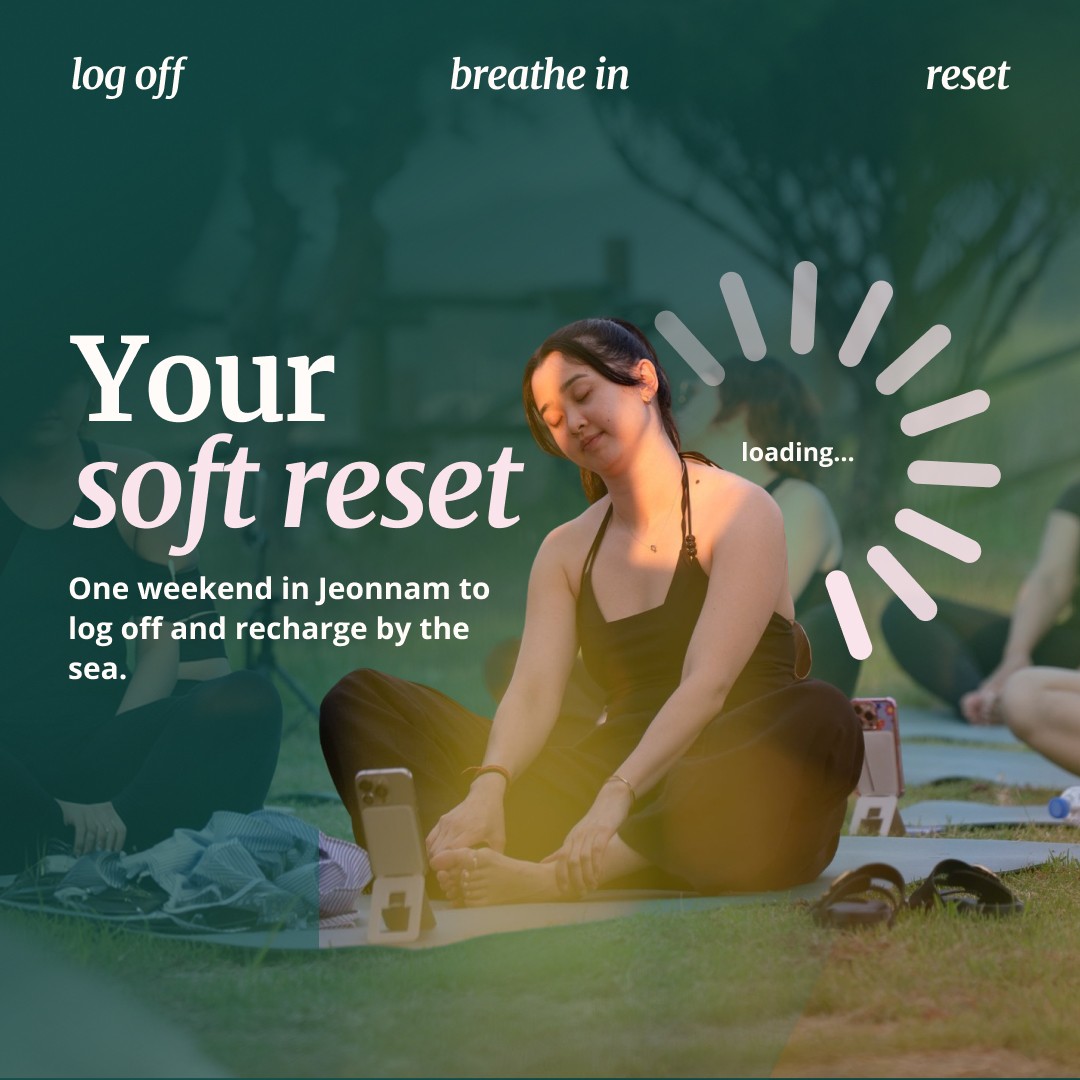 log off
breathe in
reset
Your
soft reset
loading...
One weekend in Jeonnam to
log off and recharge by the
sea.